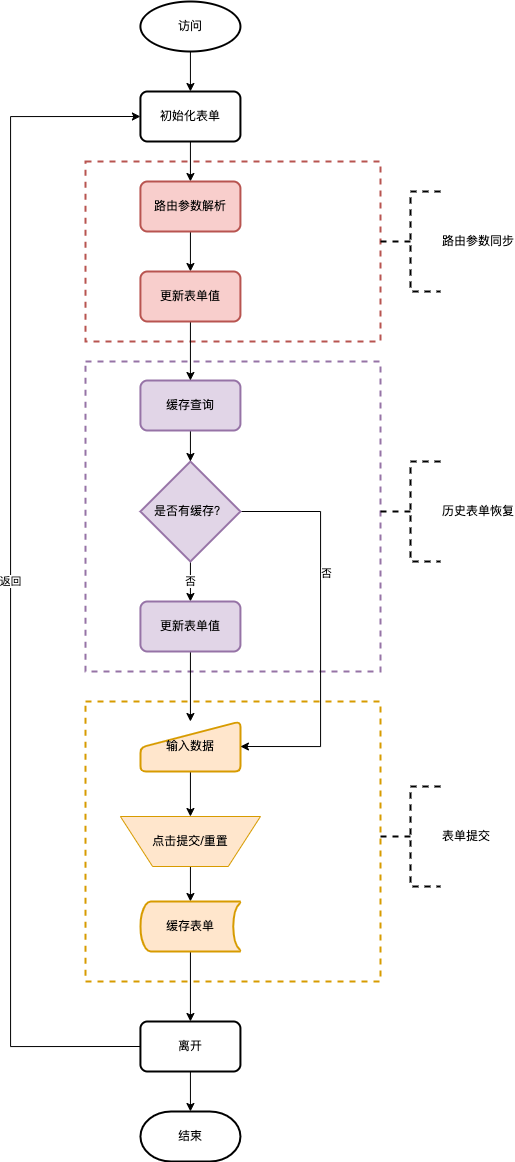 访问
初始化表单
路由参数解析
路由参数同步
更新表单值
缓存查询
是否有缓存?
历史表单恢复
否
否
返回
更新表单值
输入数据
点击提交/重置
表单提交
缓存表单
离开
结束